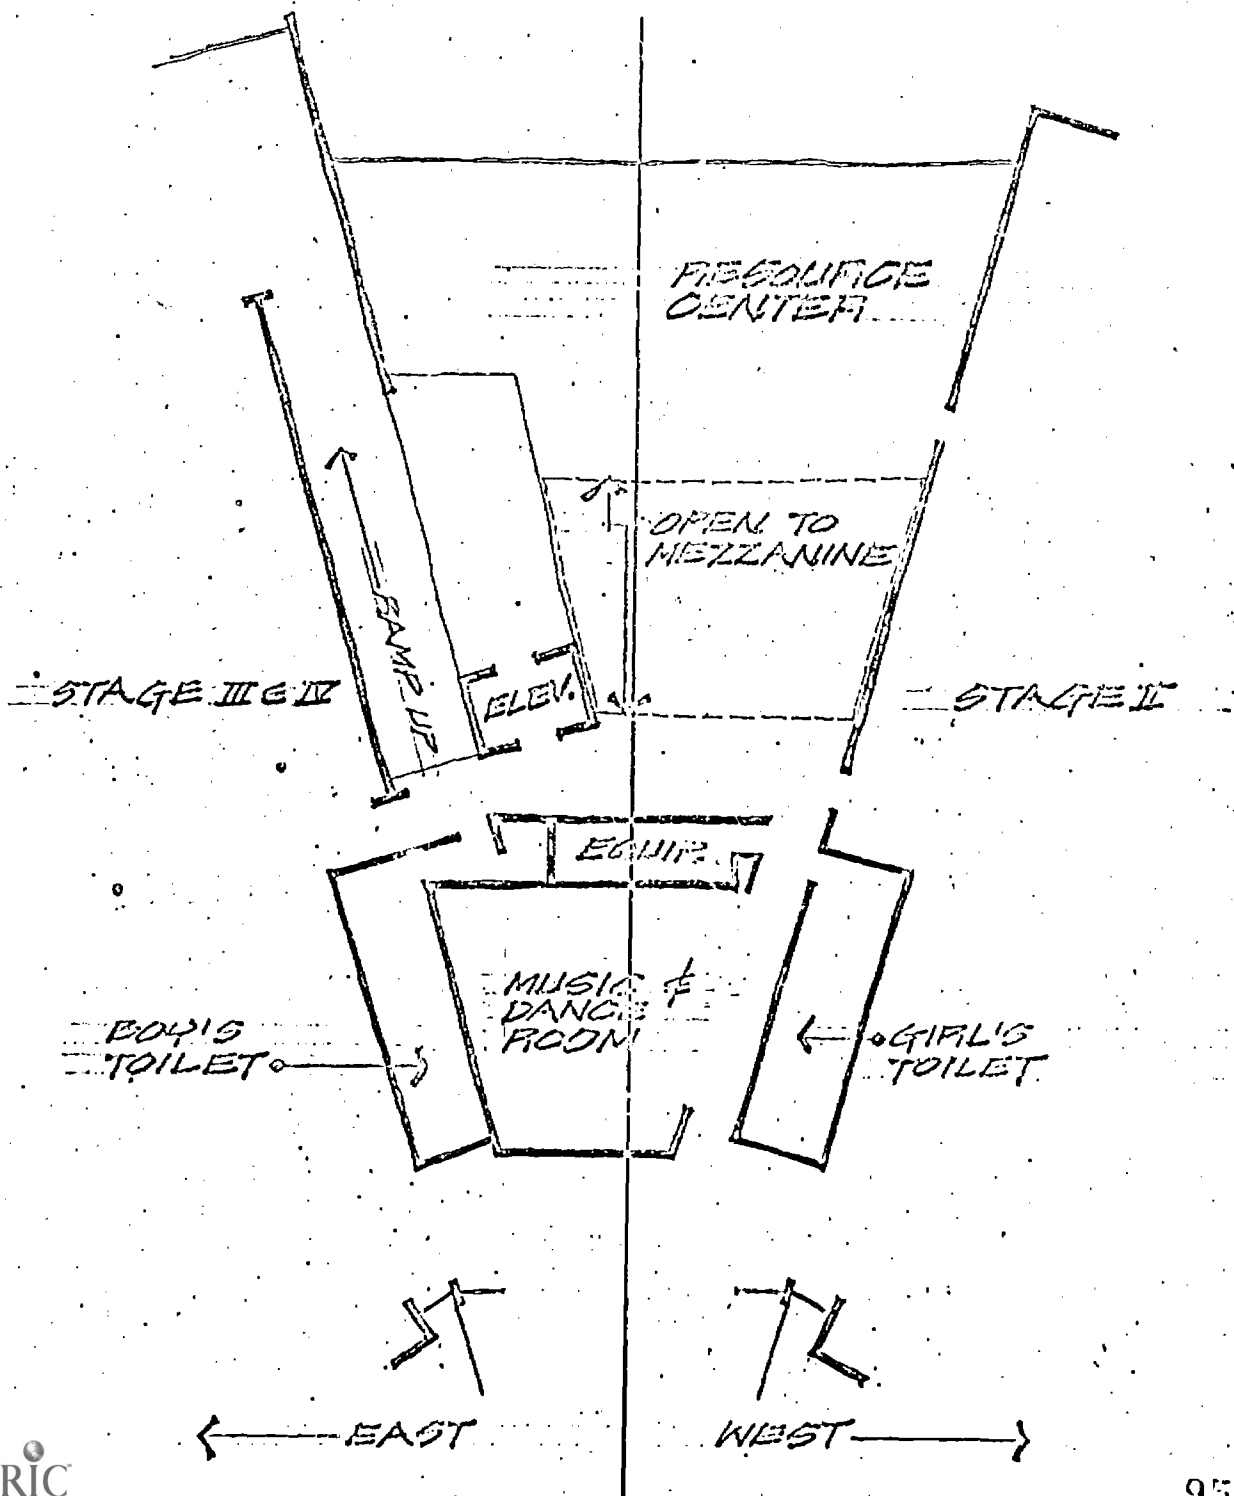 RESOURCE
CENTER
OPEN TO
MEZZANINE
RAMP UP
STAGE III & IV
ELEV.
STAGE II
EQUIP.
MUSIC &
DANCE
ROOM
BOY'S
TOILET
GIRL'S
TOILET
EAST
WEST
RIC